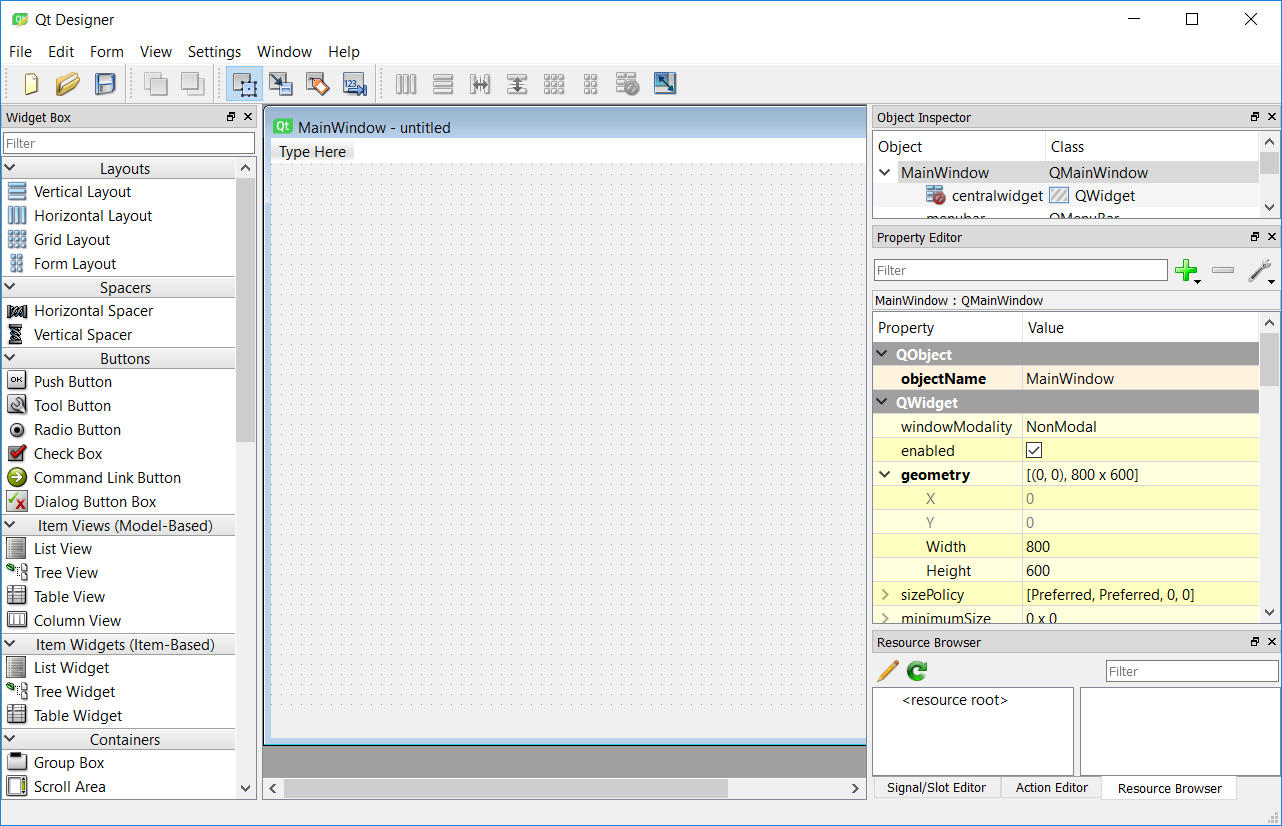 Qt Designer
File Edit Form View Settings Window Help
Widget Box
Filter
Layouts
Vertical Layout
Horizontal Layout
Grid Layout
Form Layout
Spacers
Horizontal Spacer
Vertical Spacer
Buttons
OK Push Button
Tool Button
Radio Button
Check Box
Command Link Button
Dialog Button Box
Item Views (Model-Based)
List View
Tree View
Table View
Column View
Item Widgets (Item-Based)
List Widget
Tree Widget
Table Widget
Containers
Group Box
Scroll Area
123
Qt MainWindow - untitled
Type Here
Object Inspector
Object Class
MainWindow QMainWindow
centralwidget QWidget
menubar QMenuBar
Property Editor
Filter
MainWindow : QMainWindow
Property Value
QObject
objectName MainWindow
QWidget
windowModality NonModal
enabled
geometry [(0, 0), 800 x 600]
X 0
Y 0
Width 800
Height 600
sizePolicy [Preferred, Preferred, 0, 0]
minimumSize 0 x 0
Resource Browser
Filter
<resource root>
Signal/Slot Editor Action Editor Resource Browser